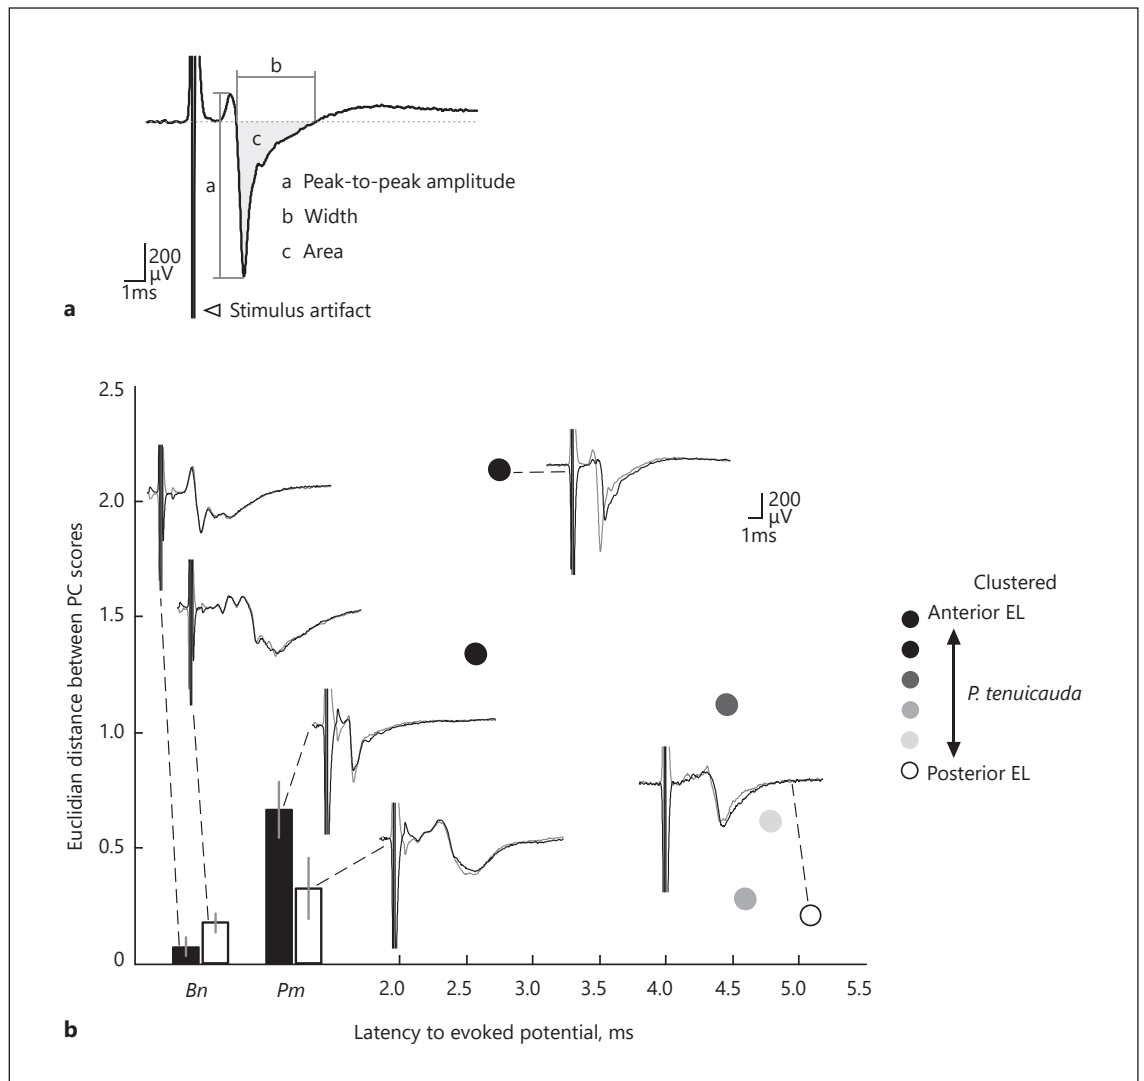 b
c
a
a Peak-to-peak amplitude
b Width
c Area
200
µV
1ms
Stimulus artifact
a
2.5
2.0
1.5
1.0
0.5
0
Euclidian distance between PC scores
200
µV
1ms
Clustered
Anterior EL
P. tenuicauda
Posterior EL
Bn Pm 2.0 2.5 3.0 3.5 4.0 4.5 5.0 5.5
Latency to evoked potential, ms
b